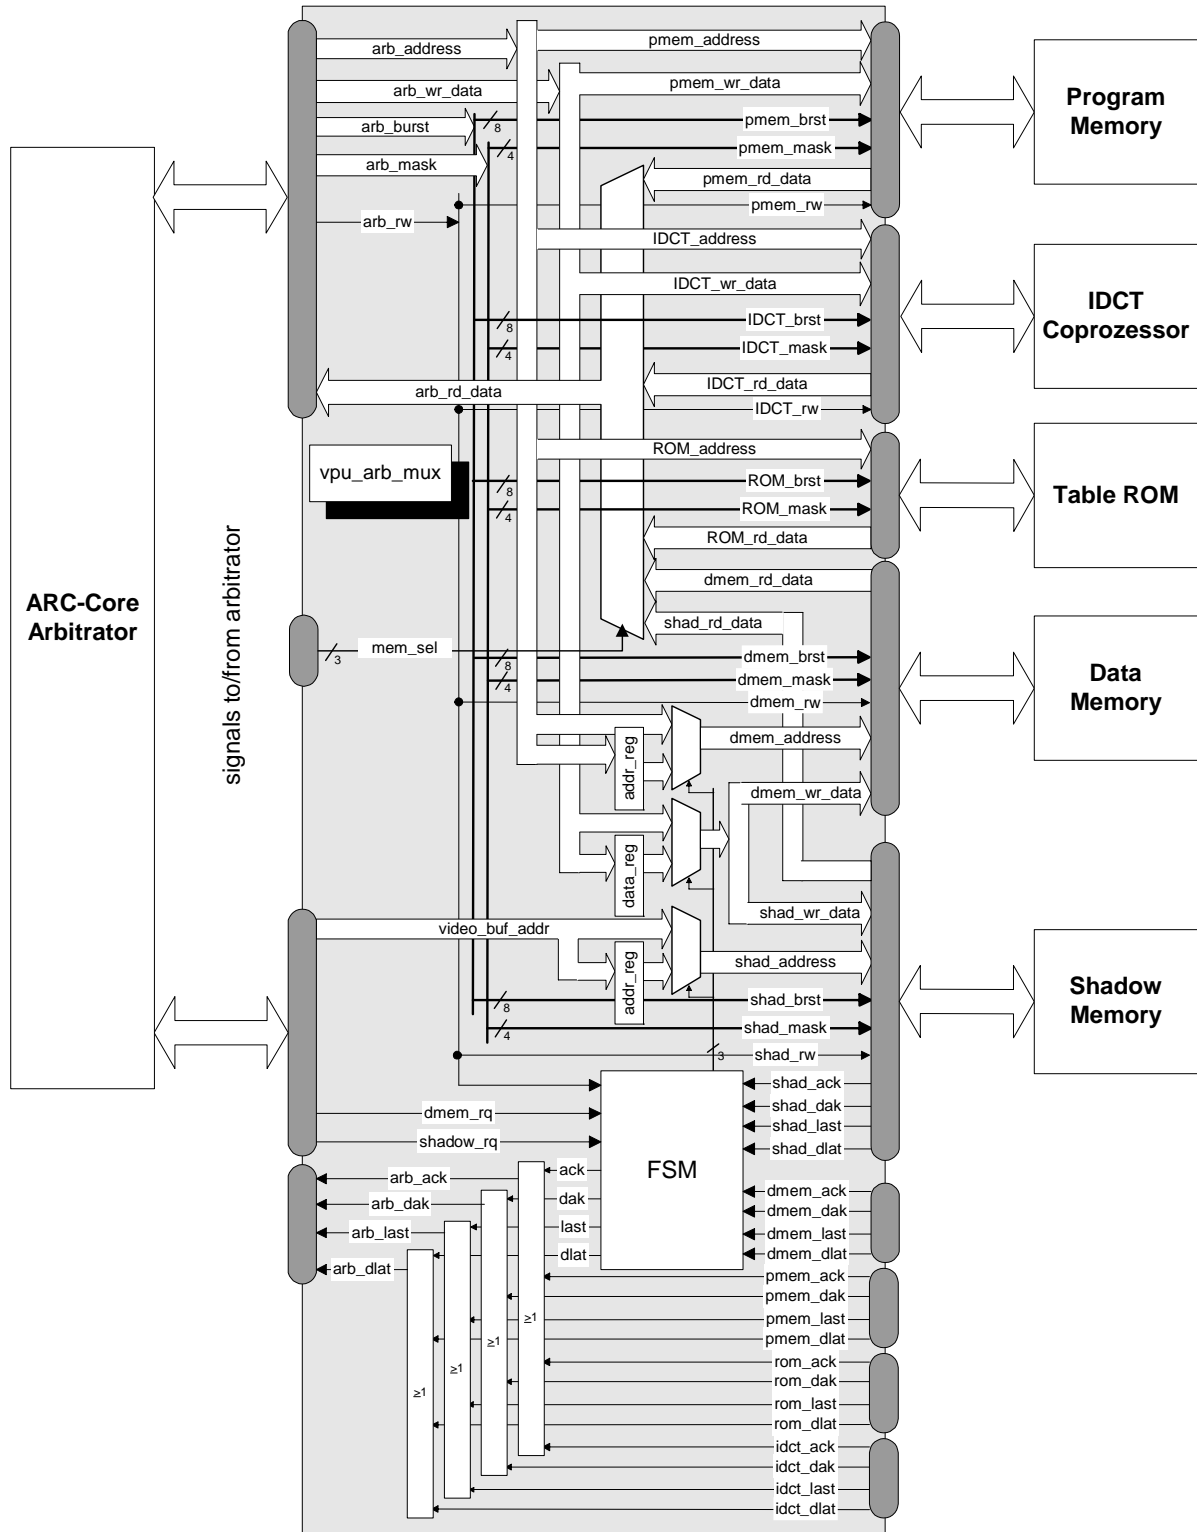 arb_address
pmem_address
arb_wr_data
pmem_wr_data
arb_burst
8
pmem_brst
arb_mask
4
pmem_mask
pmem_rd_data
pmem_rw
arb_rw
Program
Memory
IDCT_address
IDCT_wr_data
8
IDCT_brst
4
IDCT_mask
IDCT_rd_data
arb_rd_data
IDCT_rw
IDCT
Coprozessor
vpu_arb_mux
ROM_address
8
ROM_brst
4
ROM_mask
ROM_rd_data
Table ROM
ARC-Core
Arbitrator
signals to/from arbitrator
dmem_rd_data
shad_rd_data
3
mem_sel
8
dmem_brst
4
dmem_mask
dmem_rw
Data
Memory
addr_reg
dmem_address
dmem_wr_data
data_reg
shad_wr_data
video_buf_addr
addr_reg
shad_address
8
shad_brst
4
shad_mask
3
shad_rw
Shadow
Memory
shad_ack
dmem_rq
shad_dak
shad_last
shadow_rq
shad_dlat
FSM
arb_ack
ack
arb_dak
dak
arb_last
last
arb_dlat
dlat
dmem_ack
dmem_dak
dmem_last
dmem_dlat
pmem_ack
pmem_dak
pmem_last
pmem_dlat
≥1
≥1
≥1
≥1
rom_ack
rom_dak
rom_last
rom_dlat
idct_ack
idct_dak
idct_last
idct_dlat